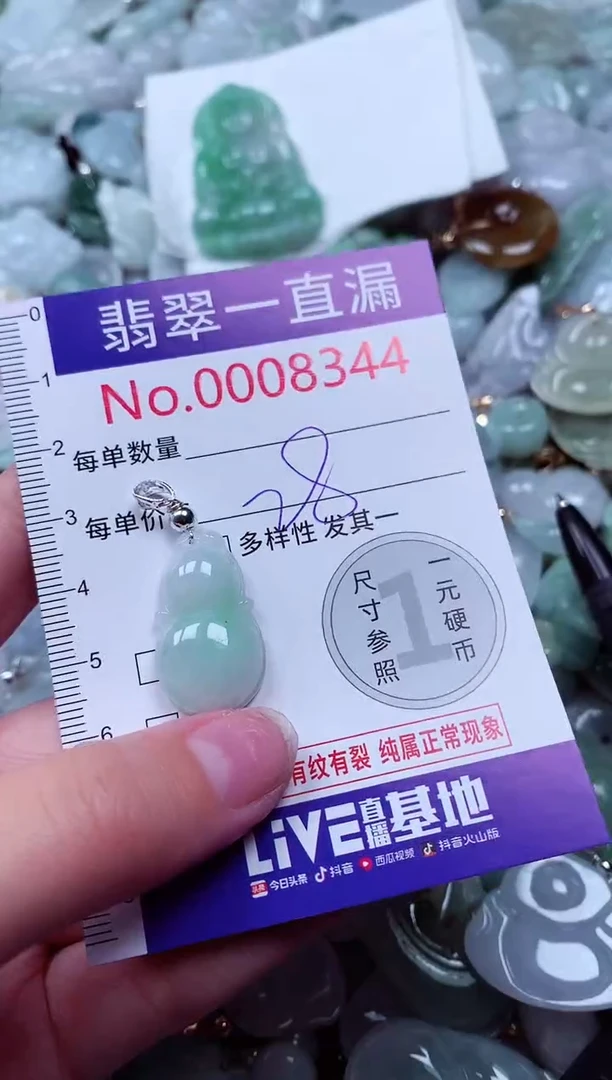 翡翠一直漏
No.0008344
每单数量
28
每单价
多样性 发其一
0
1
2
3
4
5
6
尺寸参照
1
一元硬币
有纹有裂 纯属正常现象
LiVE直播基地
头条 今日头条 抖音 西瓜视频 抖音火山版